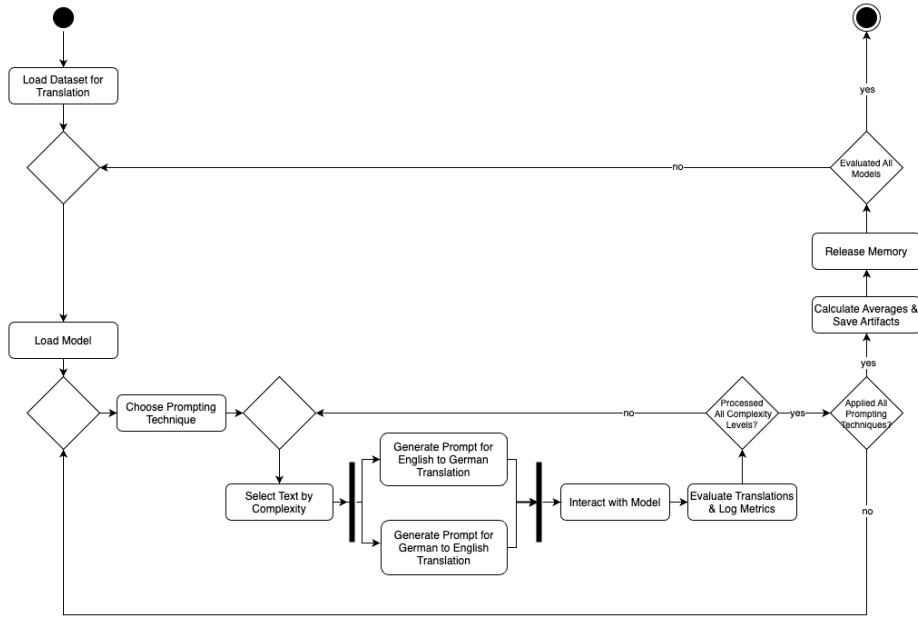 Load Dataset for
Translation
yes
Evaluated All
Models
no
Release Memory
Calculate Averages &
Save Artifacts
Load Model
yes
Choose Prompting
Technique
Processed
All Complexity
Levels?
no
yes
Applied All
Prompting
Techniques?
Generate Prompt for
English to German
Translation
Select Text by
Complexity
Interact with Model
Evaluate Translations
& Log Metrics
no
Generate Prompt for
German to English
Translation